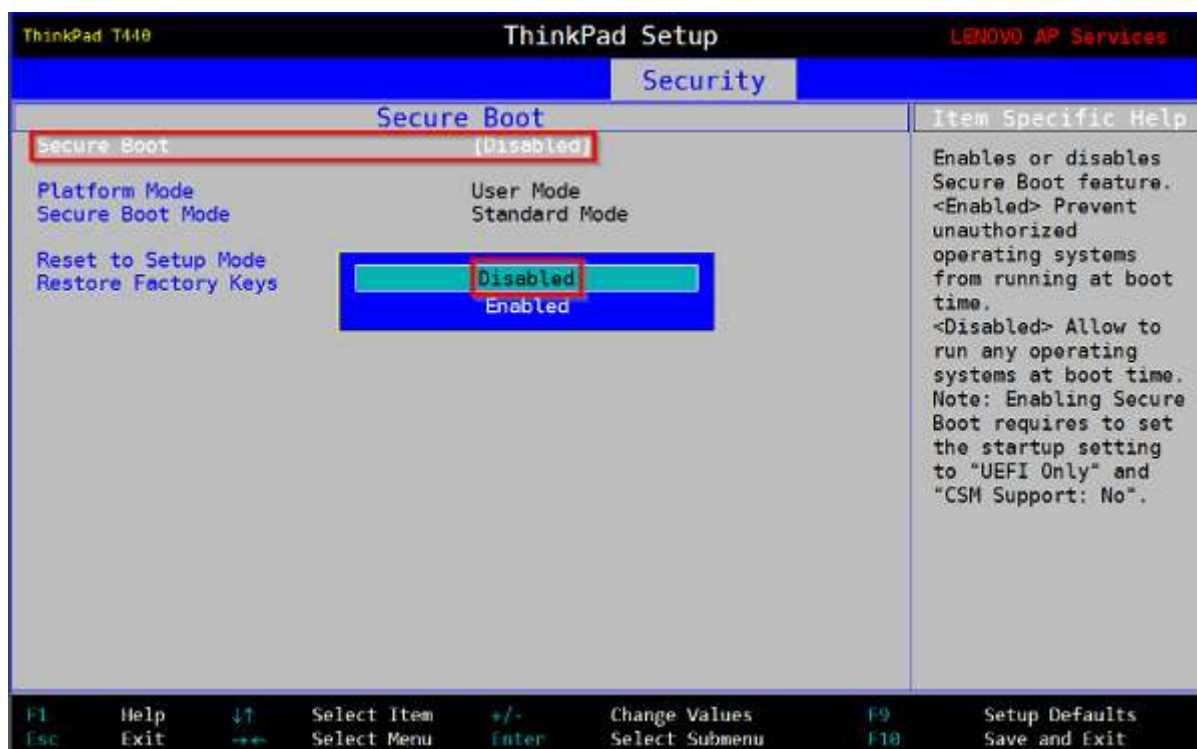 ThinkPad T440 ThinkPad Setup LENOVO AP Services
Security
Secure Boot Item Specific Help
Secure Boot [Disabled]
Platform Mode User Mode
Secure Boot Mode Standard Mode
Reset to Setup Mode
Restore Factory Keys
Disabled
Enabled
Enables or disables
Secure Boot feature.
<Enabled> Prevent
unauthorized
operating systems
from running at boot
time.
<Disabled> Allow to
run any operating
systems at boot time.
Note: Enabling Secure
Boot requires to set
the startup setting
to "UEFI Only" and
"CSM Support: No".
F1 Help ↓↑ Select Item +/- Change Values F9 Setup Defaults
Esc Exit →← Select Menu Enter Select Submenu F10 Save and Exit